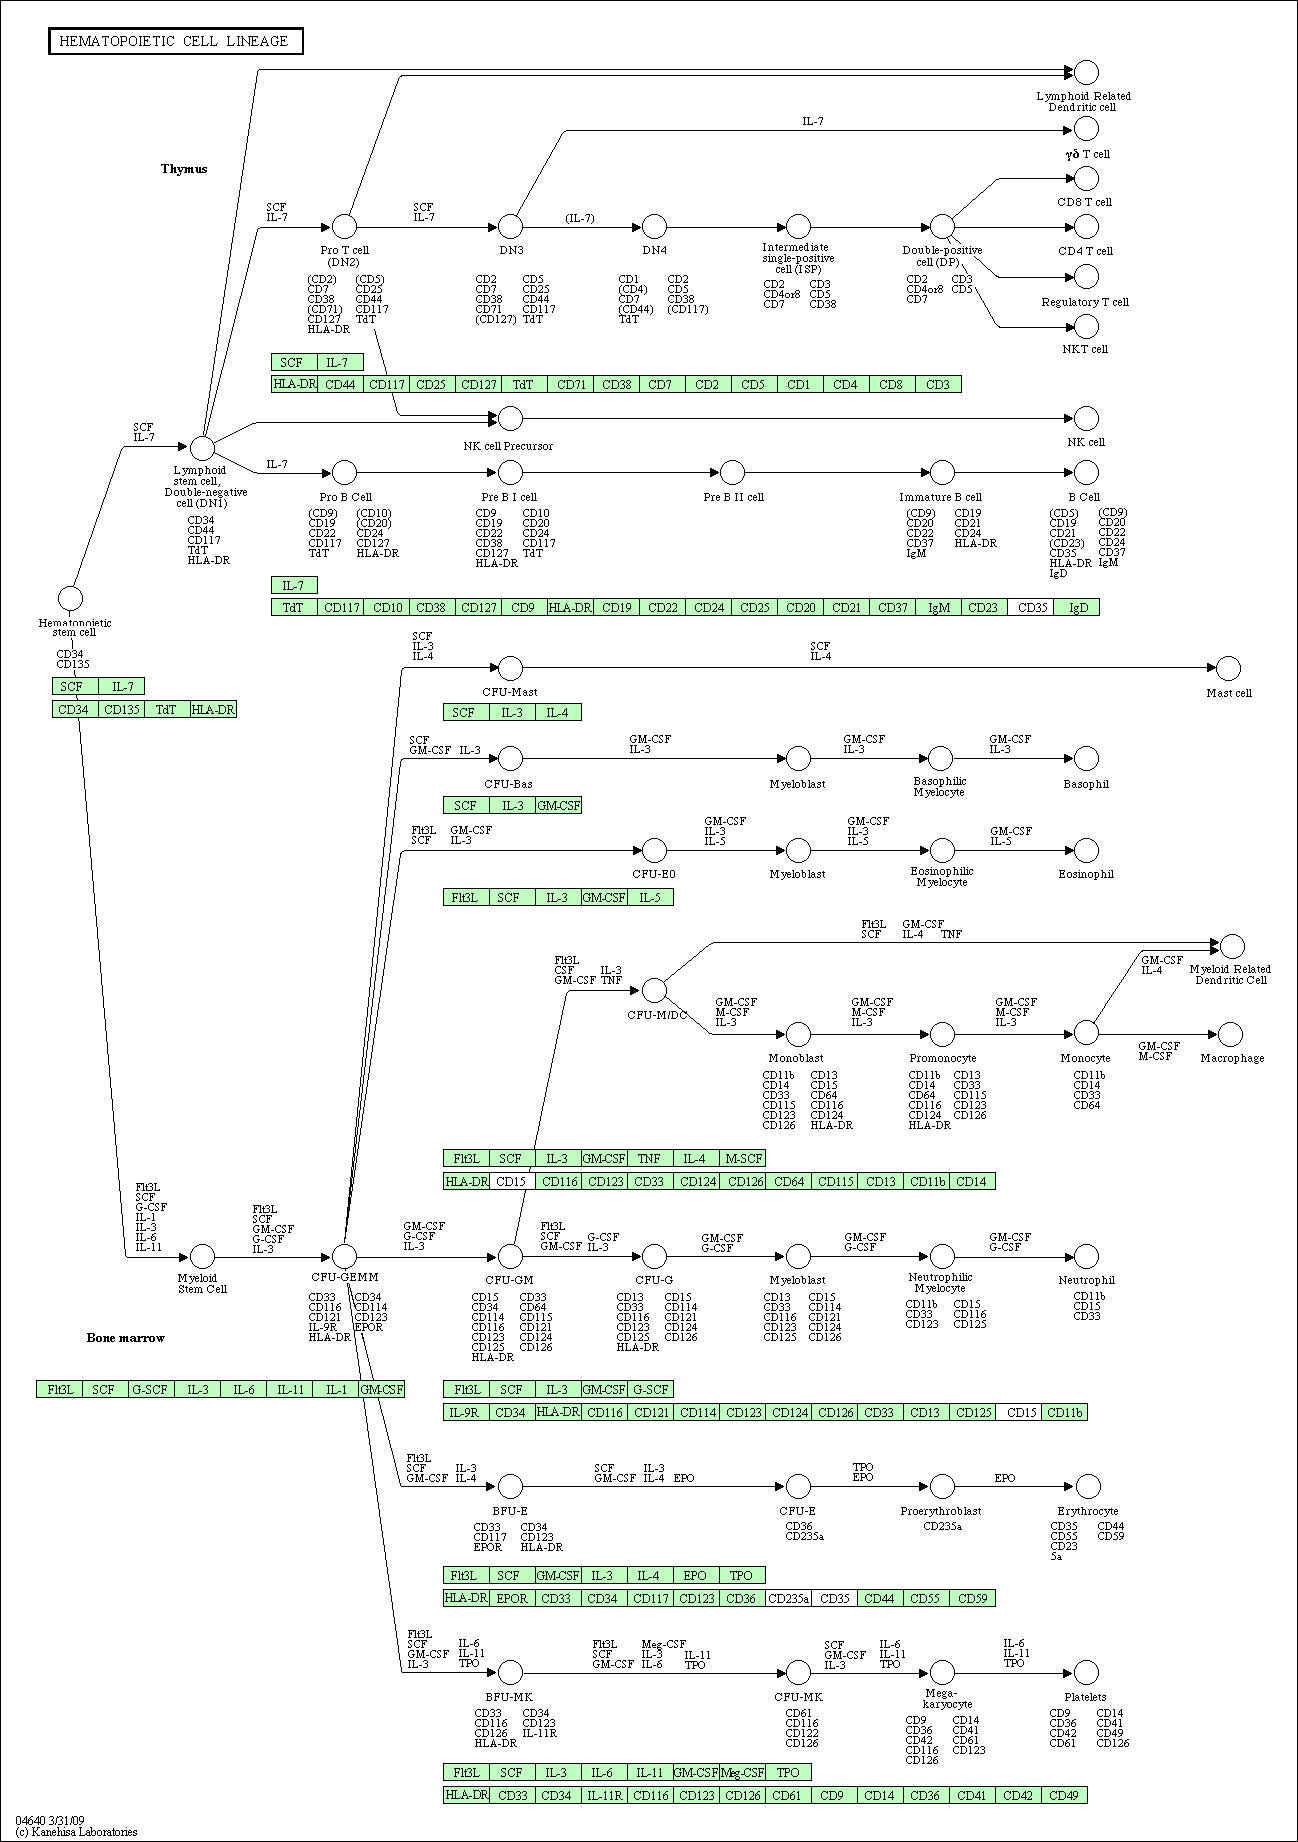 HEMATOPOIETIC CELL LINEAGE
Lymphoid Related
Dendritic cell
IL-7
γδ T cell
Thymus
CD8 T cell
SCF
IL-7
SCF
IL-7
(IL-7)
Pro T cell
(DN2)
DN3
DN4
Intermediate
single-positive
cell (ISP)
Double-positive
cell (DP)
CD4 T cell
(CD2) (CD5)
CD7 CD25
CD38 CD44
(CD71) CD117
CD127 TdT
HLA-DR
CD2 CD5
CD7 CD25
CD38 CD44
CD71 CD117
(CD127) TdT
CD1 CD2
(CD4) CD5
CD7 CD38
(CD44) (CD117)
TdT
CD2 CD3
CD4or8 CD5
CD7 CD38
CD2 CD3
CD4or8 CD5
CD7
Regulatory T cell
NKT cell
SCF IL-7
HLA-DR CD44 CD117 CD25 CD127 TdT CD71 CD38 CD7 CD2 CD5 CD1 CD4 CD8 CD3
SCF
IL-7
NK cell Precursor
NK cell
Lymphoid
stem cell,
Double-negative
cell (DN1)
CD34
CD44
CD117
TdT
HLA-DR
IL-7
Pro B Cell
Pre B I cell
Pre B II cell
Immature B cell
B Cell
(CD9) (CD10)
CD19 (CD20)
CD22 CD24
CD117 CD127
TdT HLA-DR
CD9 CD10
CD19 CD20
CD22 CD24
CD38 CD117
CD127 TdT
HLA-DR
(CD9) CD19
CD20 CD21
CD22 CD24
CD37 HLA-DR
IgM
(CD5) (CD9)
CD19 CD20
CD21 CD22
(CD23) CD24
CD35 CD37
HLA-DR IgM
IgD
IL-7
TdT CD117 CD10 CD38 CD127 CD9 HLA-DR CD19 CD22 CD24 CD25 CD20 CD21 CD37 IgM CD23 CD35 IgD
Hematopoietic
stem cell
CD34
CD135
SCF IL-7
CD34 CD135 TdT HLA-DR
SCF
IL-3
IL-4
SCF
IL-4
CFU-Mast
Mast cell
SCF IL-3 IL-4
SCF
GM-CSF IL-3
GM-CSF
IL-3
GM-CSF
IL-3
GM-CSF
IL-3
CFU-Bas
Myeloblast
Basophilic
Myelocyte
Basophil
SCF IL-3 GM-CSF
Flt3L GM-CSF
SCF IL-3
GM-CSF
IL-3
IL-5
GM-CSF
IL-3
IL-5
GM-CSF
IL-5
CFU-E0
Myeloblast
Eosinophilic
Myelocyte
Eosinophil
Flt3L SCF IL-3 GM-CSF IL-5
Flt3L GM-CSF
SCF IL-4 TNF
Flt3L
CSF IL-3
GM-CSF TNF
GM-CSF
IL-4
Myeloid Related
Dendritic Cell
CFU-M/DC
GM-CSF
M-CSF
IL-3
GM-CSF
M-CSF
IL-3
GM-CSF
M-CSF
IL-3
GM-CSF
M-CSF
Monoblast
Promonocyte
Monocyte
Macrophage
CD11b CD13
CD14 CD15
CD33 CD64
CD115 CD116
CD123 CD124
CD126 HLA-DR
CD11b CD13
CD14 CD33
CD64 CD115
CD116 CD123
CD124 CD126
HLA-DR
CD11b
CD14
CD33
CD64
Flt3L SCF IL-3 GM-CSF TNF IL-4 M-SCF
HLA-DR CD15 CD116 CD123 CD33 CD124 CD126 CD64 CD115 CD13 CD11b CD14
Flt3L
SCF
G-CSF
IL-1
IL-3
IL-6
IL-11
Flt3L
SCF
GM-CSF
G-CSF
IL-3
GM-CSF
G-CSF
IL-3
Flt3L
SCF G-CSF
GM-CSF IL-3
GM-CSF
G-CSF
GM-CSF
G-CSF
GM-CSF
G-CSF
Myeloid
Stem Cell
CFU-GEMM
CFU-GM
CFU-G
Myeloblast
Neutrophilic
Myelocyte
Neutrophil
CD33 CD34
CD116 CD114
CD121 CD123
IL-9R EPOR
HLA-DR
CD15 CD33
CD34 CD64
CD114 CD115
CD116 CD121
CD123 CD124
CD125 CD126
HLA-DR
CD13 CD15
CD33 CD114
CD116 CD121
CD123 CD124
CD125 CD126
HLA-DR
CD13 CD15
CD33 CD114
CD116 CD121
CD123 CD124
CD125 CD126
CD11b CD15
CD33 CD116
CD123 CD125
CD11b
CD15
CD33
Bone marrow
Flt3L SCF G-SCF IL-3 IL-6 IL-11 IL-1 GM-CSF
Flt3L SCF IL-3 GM-CSF G-SCF
IL-9R CD34 HLA-DR CD116 CD121 CD114 CD123 CD124 CD126 CD33 CD13 CD125 CD15 CD11b
Flt3L
SCF IL-3
GM-CSF IL-4
SCF IL-3
GM-CSF IL-4 EPO
TPO
EPO
EPO
BFU-E
CFU-E
Proerythroblast
Erythrocyte
CD33 CD34
CD117 CD123
EPOR HLA-DR
CD36
CD235a
CD235a
CD35 CD44
CD55 CD59
CD23
5a
Flt3L SCF GM-CSF IL-3 IL-4 EPO TPO
HLA-DR EPOR CD33 CD34 CD117 CD123 CD36 CD235a CD35 CD44 CD55 CD59
Flt3L
SCF IL-6
GM-CSF IL-11
IL-3 TPO
Flt3L Meg-CSF
SCF IL-3 IL-11
GM-CSF IL-6 TPO
SCF IL-6
GM-CSF IL-11
IL-3 TPO
IL-6
IL-11
TPO
BFU-MK
CFU-MK
Mega-
karyocyte
Platelets
CD33 CD34
CD116 CD123
CD126 IL-11R
HLA-DR
CD61
CD116
CD122
CD126
CD9 CD14
CD36 CD41
CD42 CD61
CD116 CD123
CD126
CD9 CD14
CD36 CD41
CD42 CD49
CD61 CD126
Flt3L SCF IL-3 IL-6 IL-11 GM-CSF Meg-CSF TPO
HLA-DR CD33 CD34 IL-11R CD116 CD123 CD126 CD61 CD9 CD14 CD36 CD41 CD42 CD49
04640 3/31/09
(c) Kanehisa Laboratories